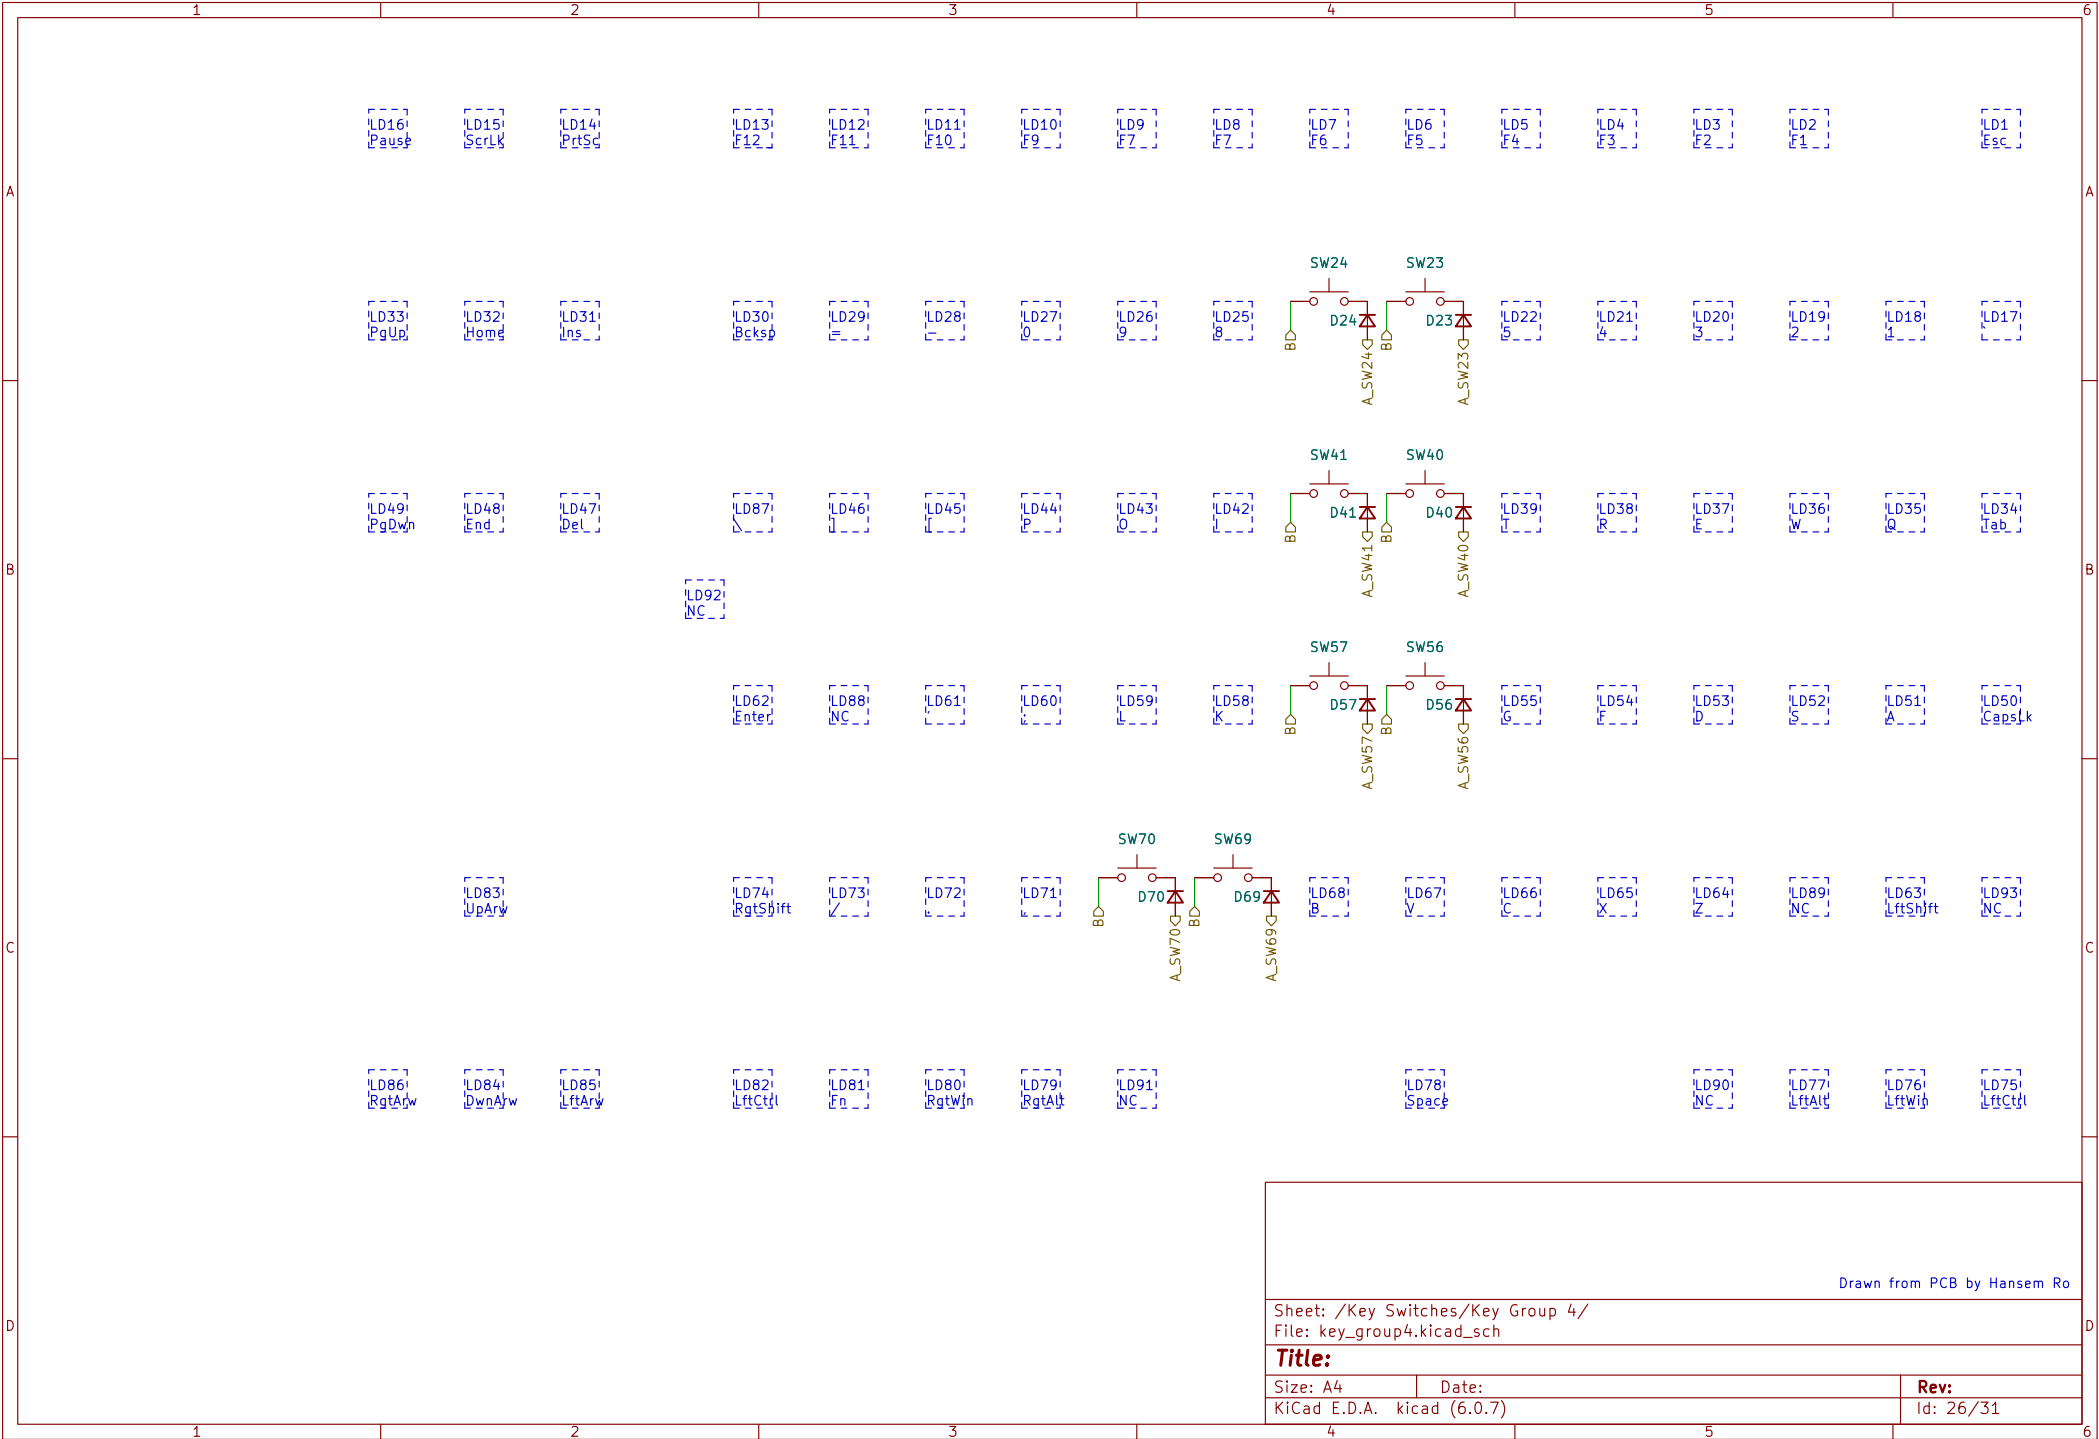 1 2 3 4 5 6
LD16 LD15 LD14 LD13 LD12 LD11 LD10 LD9 LD8 LD7 LD6 LD5 LD4 LD3 LD2 LD1
Pause ScrLk PrtSc F12 F11 F10 F9 F7 F7 F6 F5 F4 F3 F2 F1 Esc
A A
SW24 SW23
LD33 LD32 LD31 LD30 LD29 LD28 LD27 LD26 LD25 D24 D23 LD22 LD21 LD20 LD19 LD18 LD17
PgUp Home Ins Bcksp = - 0 9 8 5 4 3 2 1 `
B B
A_SW24 A_SW23
SW41 SW40
LD49 LD48 LD47 LD87 LD46 LD45 LD44 LD43 LD42 D41 D40 LD39 LD38 LD37 LD36 LD35 LD34
PgDwn End Del \ ] [ P O I T R E W Q Tab
B B
A_SW41 A_SW40
B B
LD92
NC
SW57 SW56
LD62 LD88 LD61 LD60 LD59 LD58 D57 D56 LD55 LD54 LD53 LD52 LD51 LD50
Enter NC ' ; L K G F D S A CapsLk
B B
A_SW57 A_SW56
SW70 SW69
LD83 LD74 LD73 LD72 LD71 D70 D69 LD68 LD67 LD66 LD65 LD64 LD89 LD63 LD93
UpArw RgtShift / . , B V C X Z NC LftShift NC
B B
A_SW70 A_SW69
C C
LD86 LD84 LD85 LD82 LD81 LD80 LD79 LD91 LD78 LD90 LD77 LD76 LD75
RgtArw DwnArw LftArw LftCtrl Fn RgtWin RgtAlt NC Space NC LftAlt LftWin LftCtrl
Drawn from PCB by Hansem Ro
Sheet: /Key Switches/Key Group 4/
File: key_group4.kicad_sch
D D
Title:
Size: A4 Date: Rev:
KiCad E.D.A. kicad (6.0.7) Id: 26/31
1 2 3 4 5 6